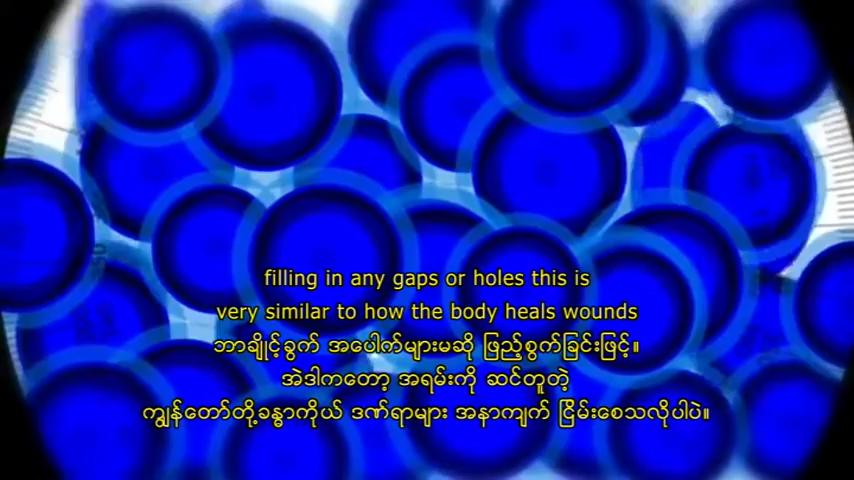 filling in any gaps or holes this is
very similar to how the body heals wounds
ဘာချိုင့်ခွက် အပေါက်များမဆို ဖြည့်စွက်ခြင်းဖြင့်။
အဲဒါကတော့ အရမ်းကို ဆင်တူတဲ့
ကျွန်တော်တို့ခန္ဓာကိုယ် ဒဏ်ရာများ အနာကျက် ငြိမ်းစေသလိုပါပဲ။